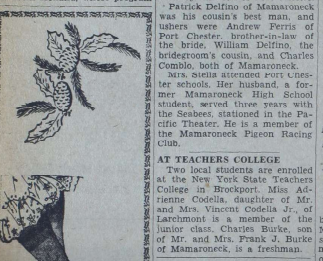 Patrick Delfino of Mamaroneck
was his cousin's best man, and
ushers were Andrew Ferris of
Port Chester, brother-in-law of
the bride, William Delfino, the
bridegroom's cousin, and Charles
Comblo, both of Mamaroneck.
Mrs. Stella attended Port Ches-
ter schools. Her husband, a for-
mer Mamaroneck High School
student, served three years with
the Seabees, stationed in the Pa-
cific Theater. He is a member of
the Mamaroneck Pigeon Racing
Club.
AT TEACHERS COLLEGE
Two local students are enrolled
at the New York State Teachers
College in Brockport. Miss Ad-
rienne Codella, daughter of Mr.
and Mrs. Vincent Codella Jr., of
Larchmont is a member of the
junior class. Charles Burke, son
of Mr. and Mrs. Frank J. Burke
of Mamaroneck, is a freshman.